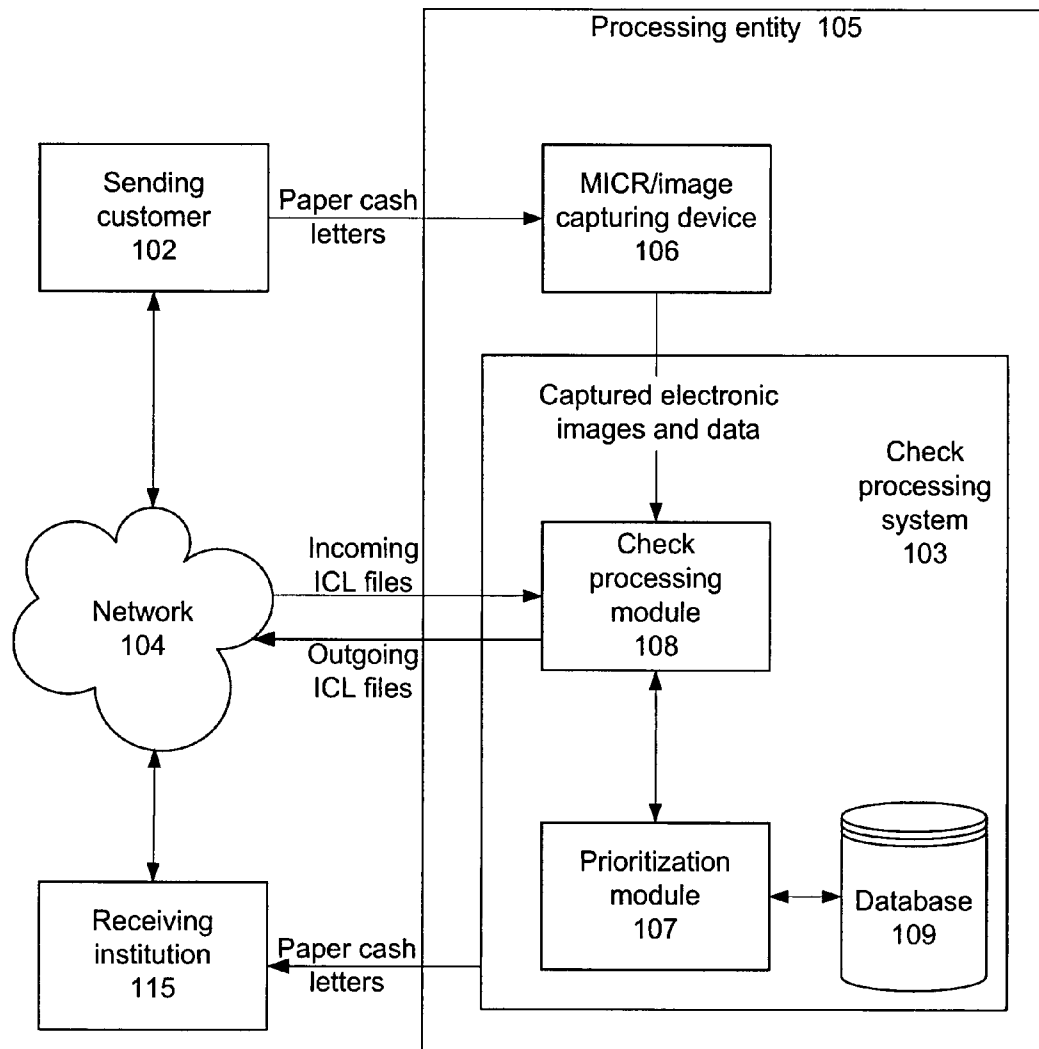 Processing entity 105
Sending
customer
102
Paper cash
letters
MICR/image
capturing device
106
Captured electronic
images and data
Check
processing
system
103
Incoming
ICL files
Check
processing
module
108
Network
104
Outgoing
ICL files
Prioritization
module
107
Database
109
Receiving
institution
115
Paper cash
letters